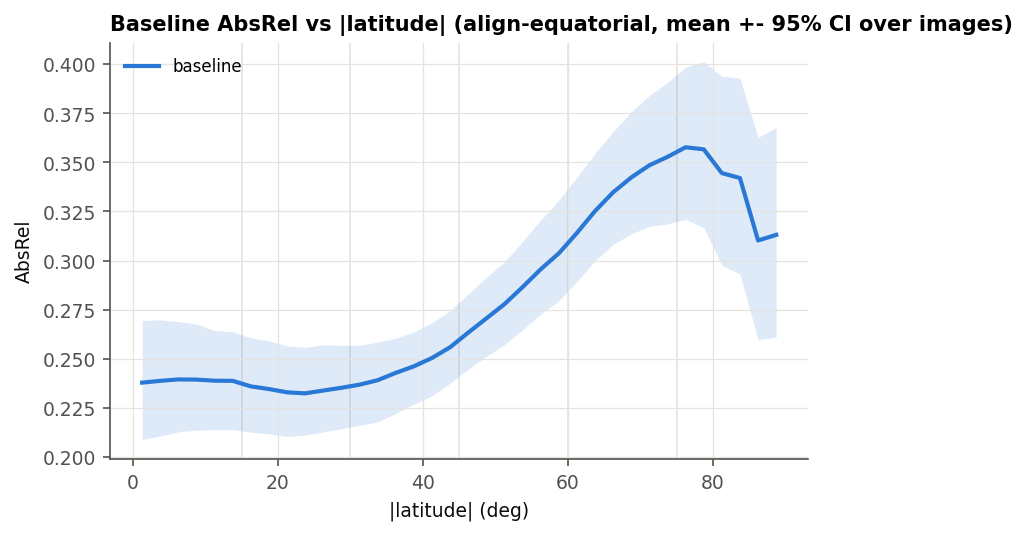 Baseline AbsRel vs |latitude| (align-equatorial, mean +- 95% CI over images)
baseline
0.400
0.375
0.350
0.325
0.300
0.275
0.250
0.225
0.200
AbsRel
0 20 40 60 80
|latitude| (deg)